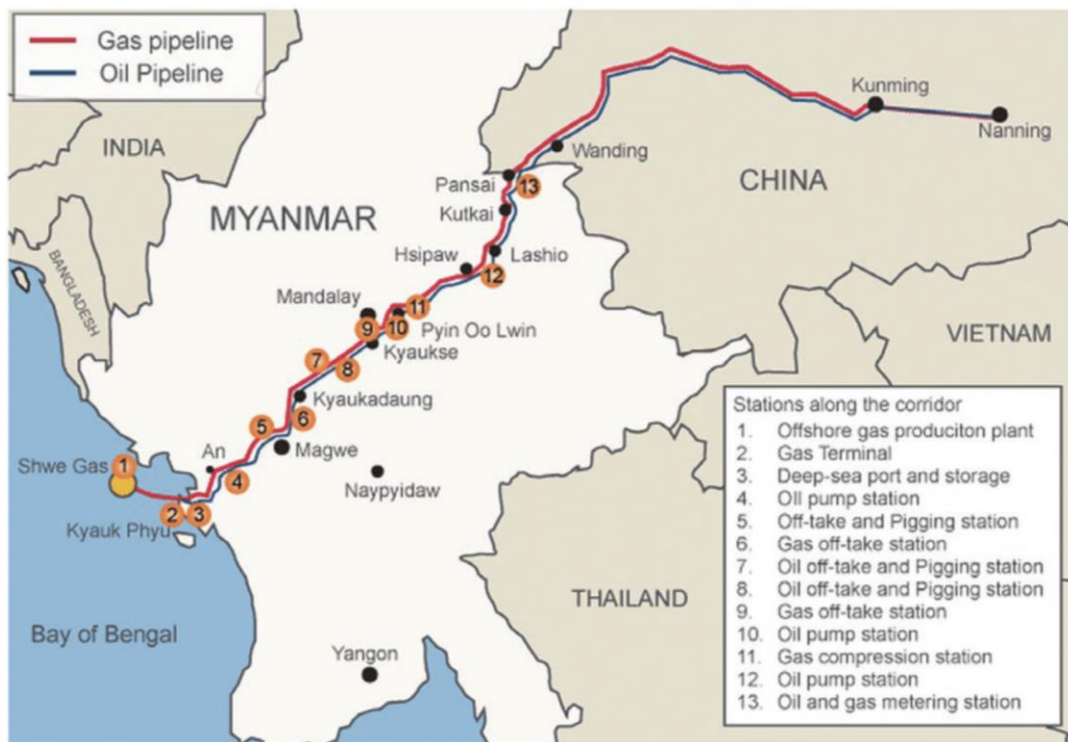 Gas pipeline
Oil Pipeline
INDIA
BANGLADESH
MYANMAR
CHINA
VIETNAM
THAILAND
Bay of Bengal
Kunming
Nanning
Wanding
Pansai
13
Kutkai
Hsipaw
Lashio
12
Mandalay
11
9
10
Pyin Oo Lwin
Kyaukse
7
8
Kyaukadaung
6
5
Magwe
An
4
Shwe Gas
1
Naypyidaw
2
3
Kyauk Phyu
Yangon
Stations along the corridor
1. Offshore gas produciton plant
2. Gas Terminal
3. Deep-sea port and storage
4. OIl pump station
5. Off-take and Pigging station
6. Gas off-take station
7. Oil off-take and Pigging station
8. Oil off-take and Pigging station
9. Gas off-take station
10. Oil pump station
11. Gas compression station
12. Oil pump station
13. Oil and gas metering station